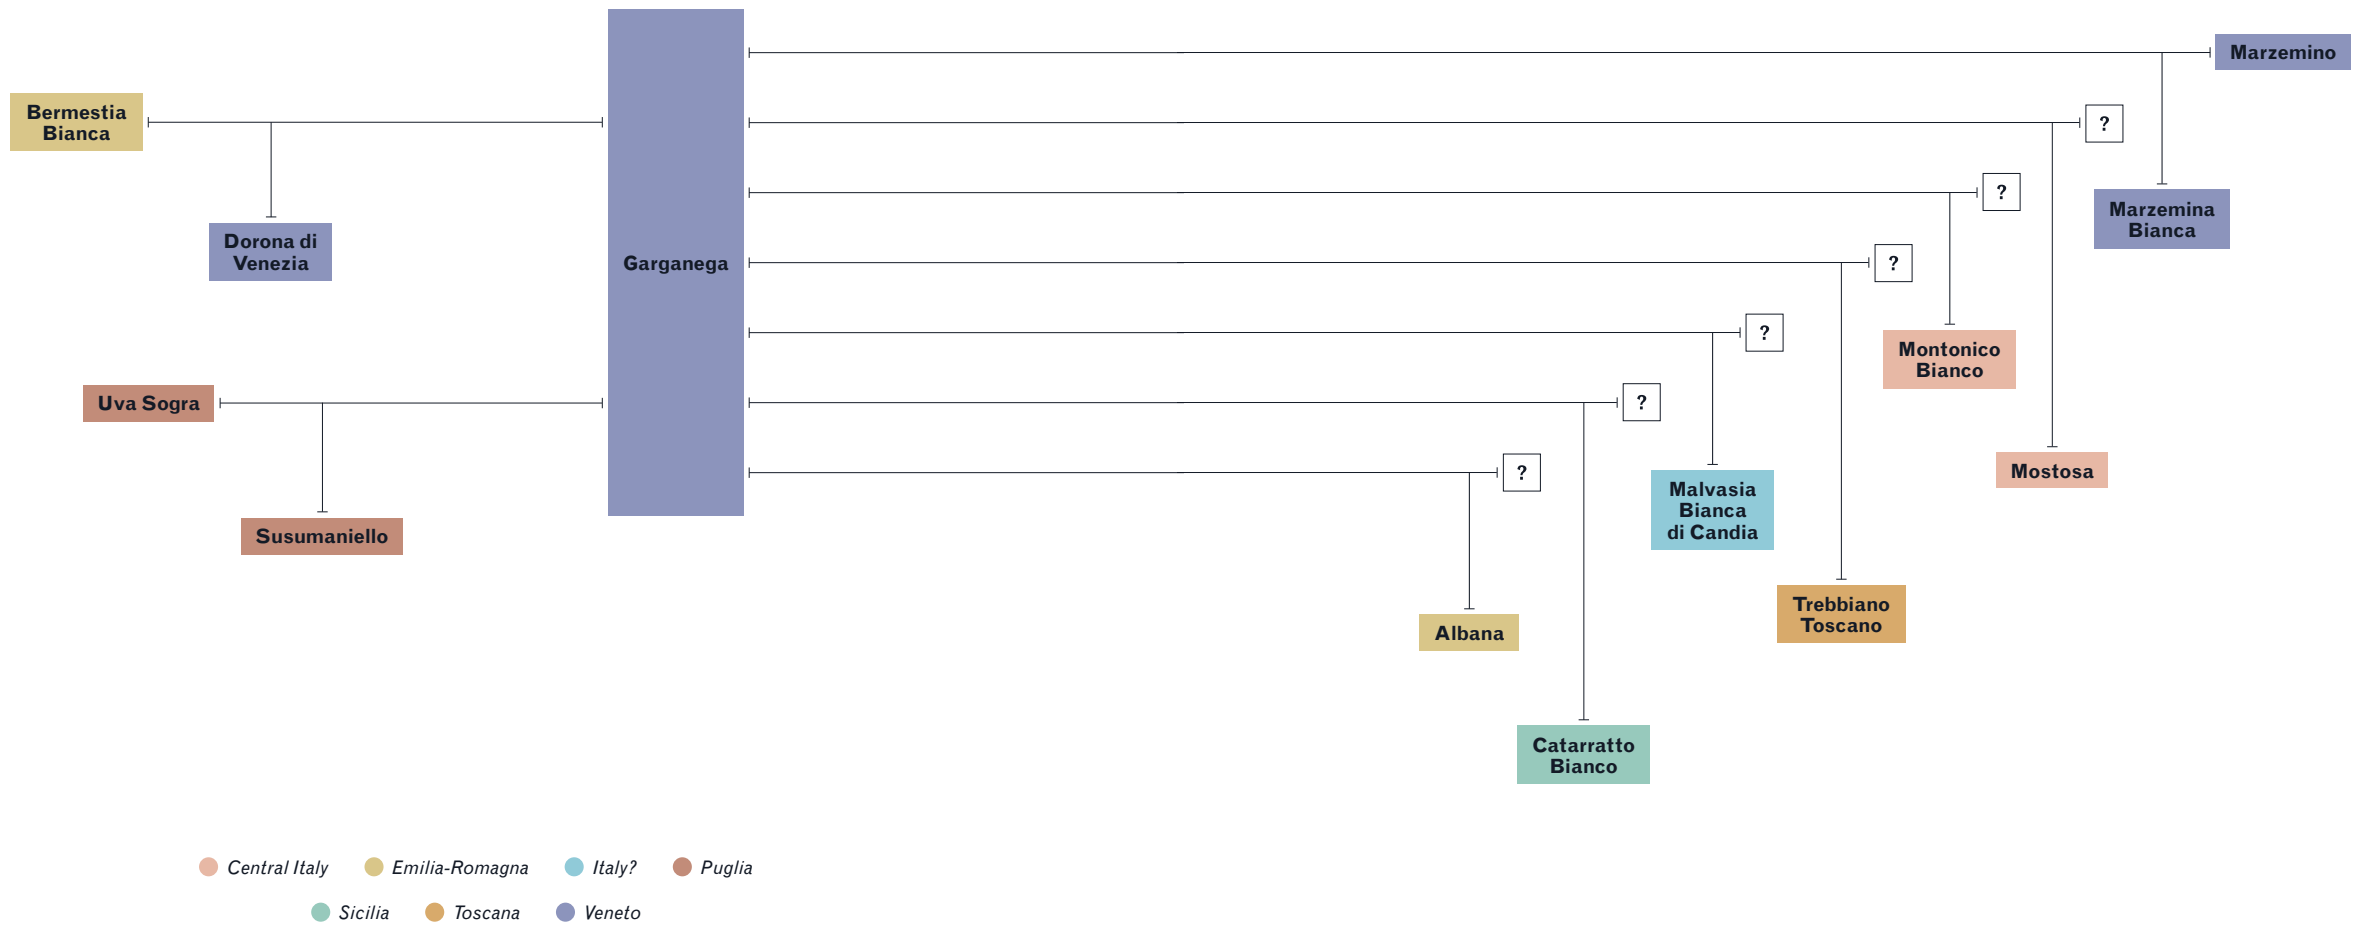 Marzemino
Bermestia
Bianca
?
?
Marzemina
Bianca
Dorona di
Venezia
Garganega
?
?
Montonico
Bianco
Uva Sogra
?
?
Mostosa
Malvasia
Bianca
di Candia
Susumaniello
Trebbiano
Toscano
Albana
Catarratto
Bianco
Central Italy
Emilia-Romagna
Italy?
Puglia
Sicilia
Toscana
Veneto